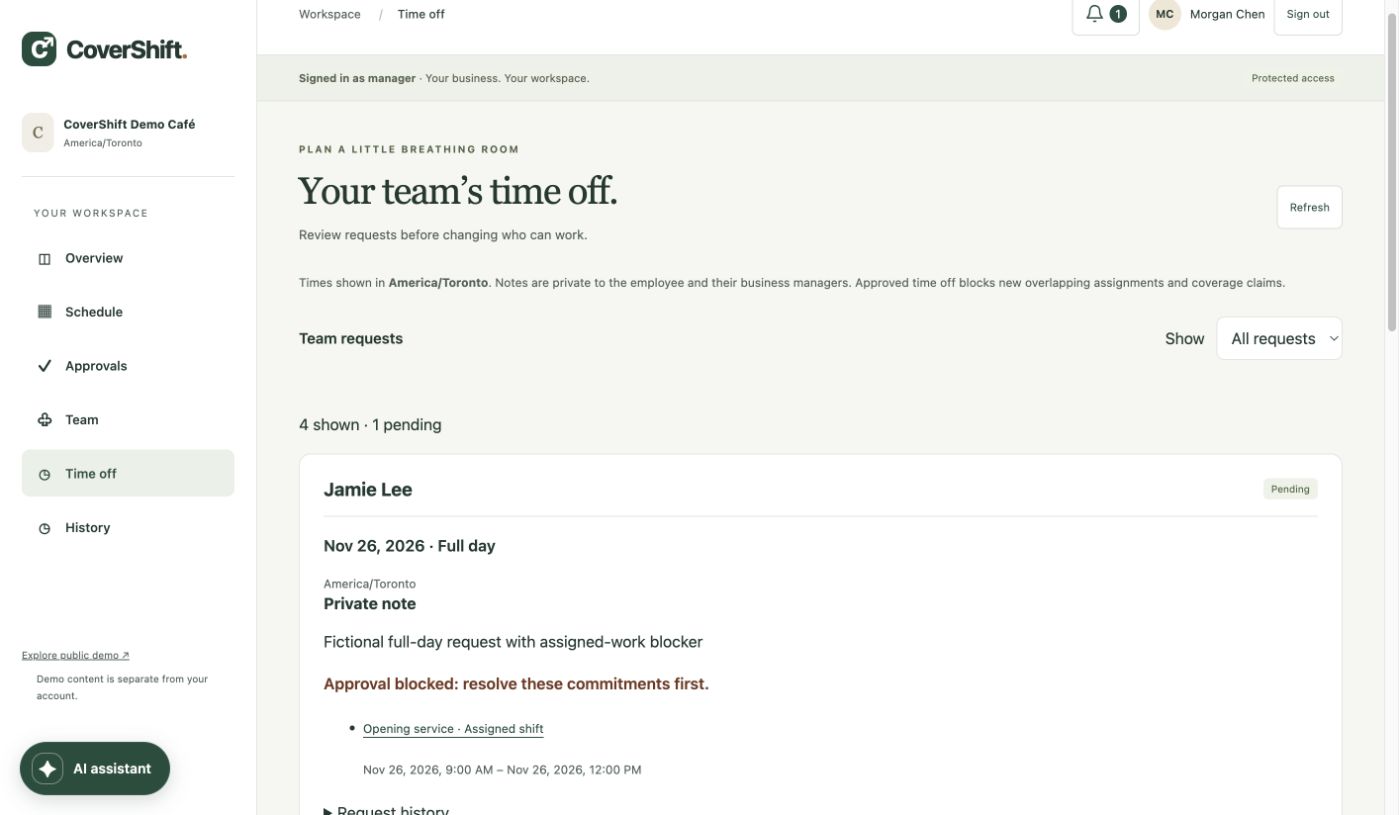 CoverShift.
C
CoverShift Demo Café
America/Toronto
YOUR WORKSPACE
Overview
Schedule
Approvals
Team
Time off
History
Explore public demo ↗
Demo content is separate from your
account.
AI assistant
Workspace / Time off
1
MC
Morgan Chen
Sign out
Signed in as manager · Your business. Your workspace.
Protected access
PLAN A LITTLE BREATHING ROOM
Your team’s time off.
Review requests before changing who can work.
Refresh
Times shown in America/Toronto. Notes are private to the employee and their business managers. Approved time off blocks new overlapping assignments and coverage claims.
Team requests
Show
All requests
4 shown · 1 pending
Jamie Lee
Pending
Nov 26, 2026 · Full day
America/Toronto
Private note
Fictional full-day request with assigned-work blocker
Approval blocked: resolve these commitments first.
• Opening service · Assigned shift
Nov 26, 2026, 9:00 AM – Nov 26, 2026, 12:00 PM
▶ Request history